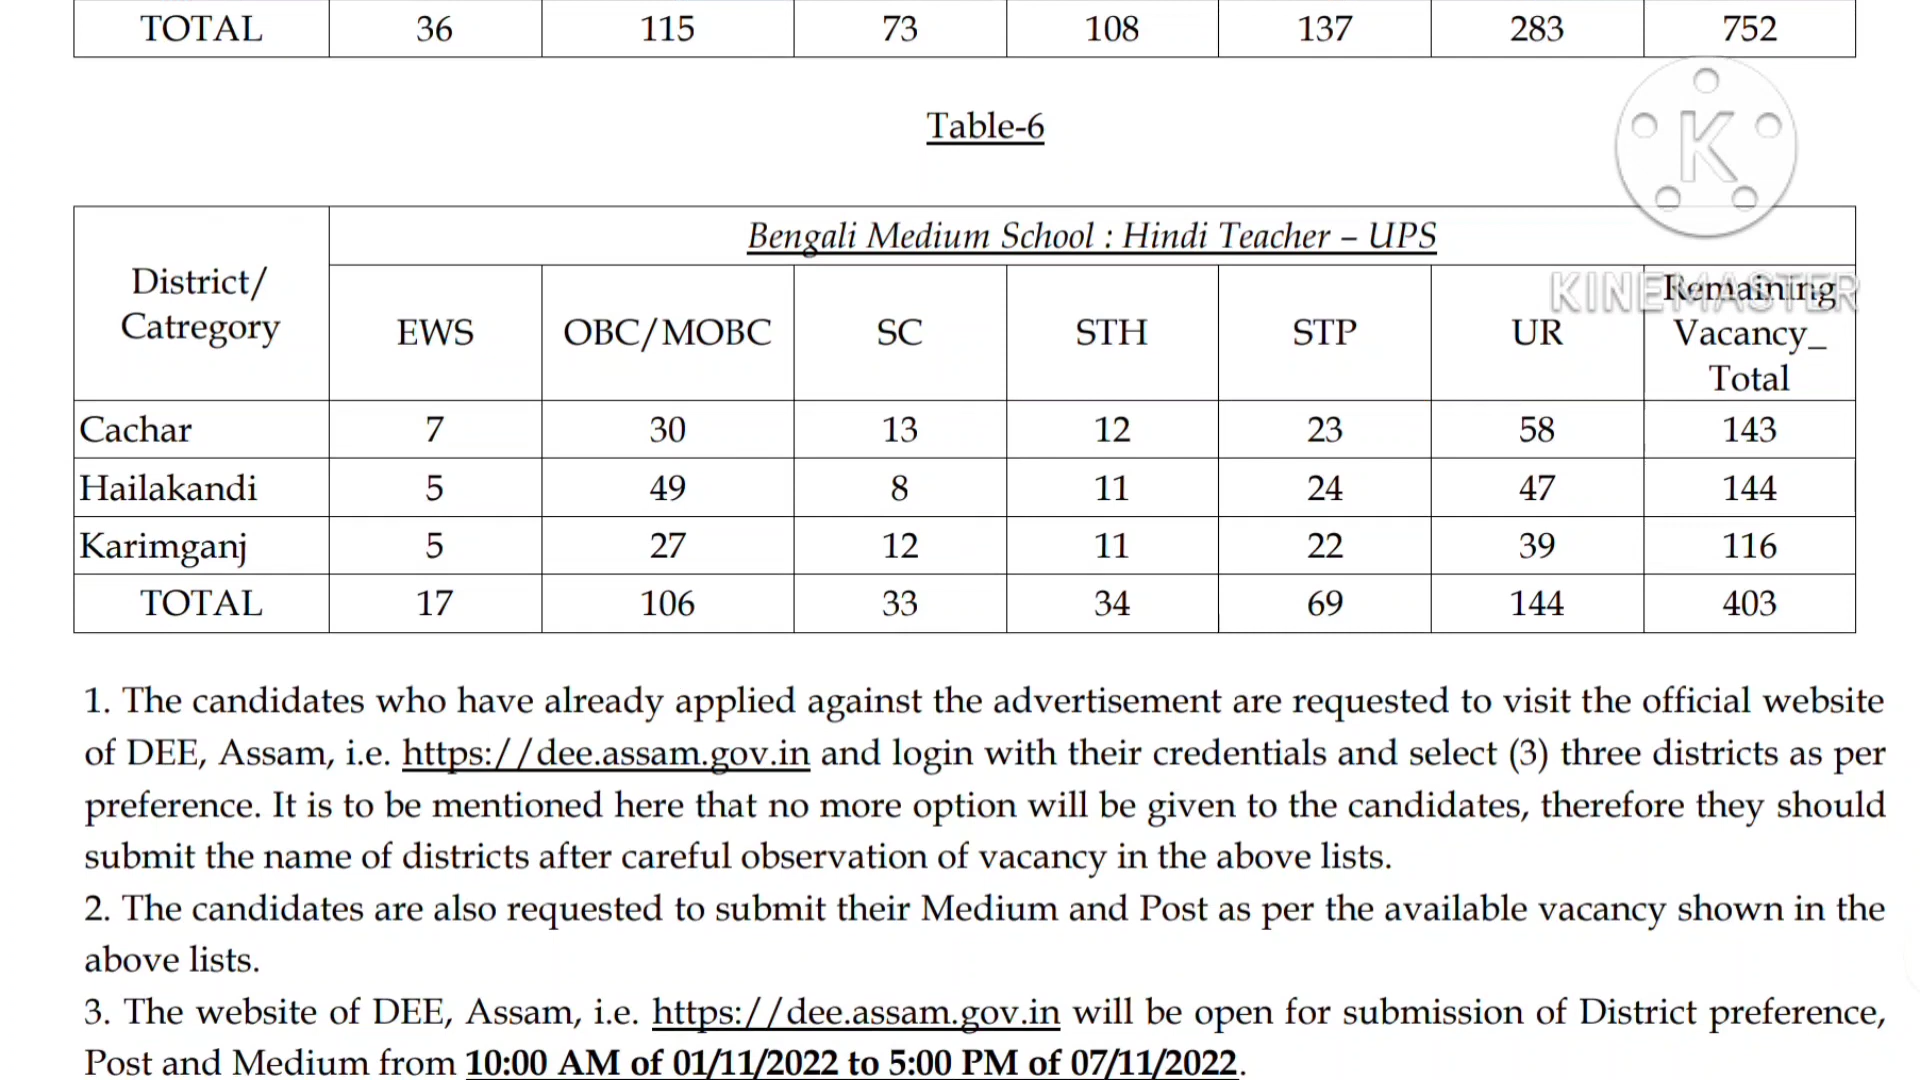 TOTAL 36 115 73 108 137 283 752
K
KINEMASTER
Table-6
District/
Catregory
Bengali Medium School : Hindi Teacher – UPS
EWS OBC/MOBC SC STH STP UR Remaining
Vacancy_
Total
Cachar 7 30 13 12 23 58 143
Hailakandi 5 49 8 11 24 47 144
Karimganj 5 27 12 11 22 39 116
TOTAL 17 106 33 34 69 144 403
1. The candidates who have already applied against the advertisement are requested to visit the official website
of DEE, Assam, i.e. https://dee.assam.gov.in and login with their credentials and select (3) three districts as per
preference. It is to be mentioned here that no more option will be given to the candidates, therefore they should
submit the name of districts after careful observation of vacancy in the above lists.
2. The candidates are also requested to submit their Medium and Post as per the available vacancy shown in the
above lists.
3. The website of DEE, Assam, i.e. https://dee.assam.gov.in will be open for submission of District preference,
Post and Medium from 10:00 AM of 01/11/2022 to 5:00 PM of 07/11/2022.